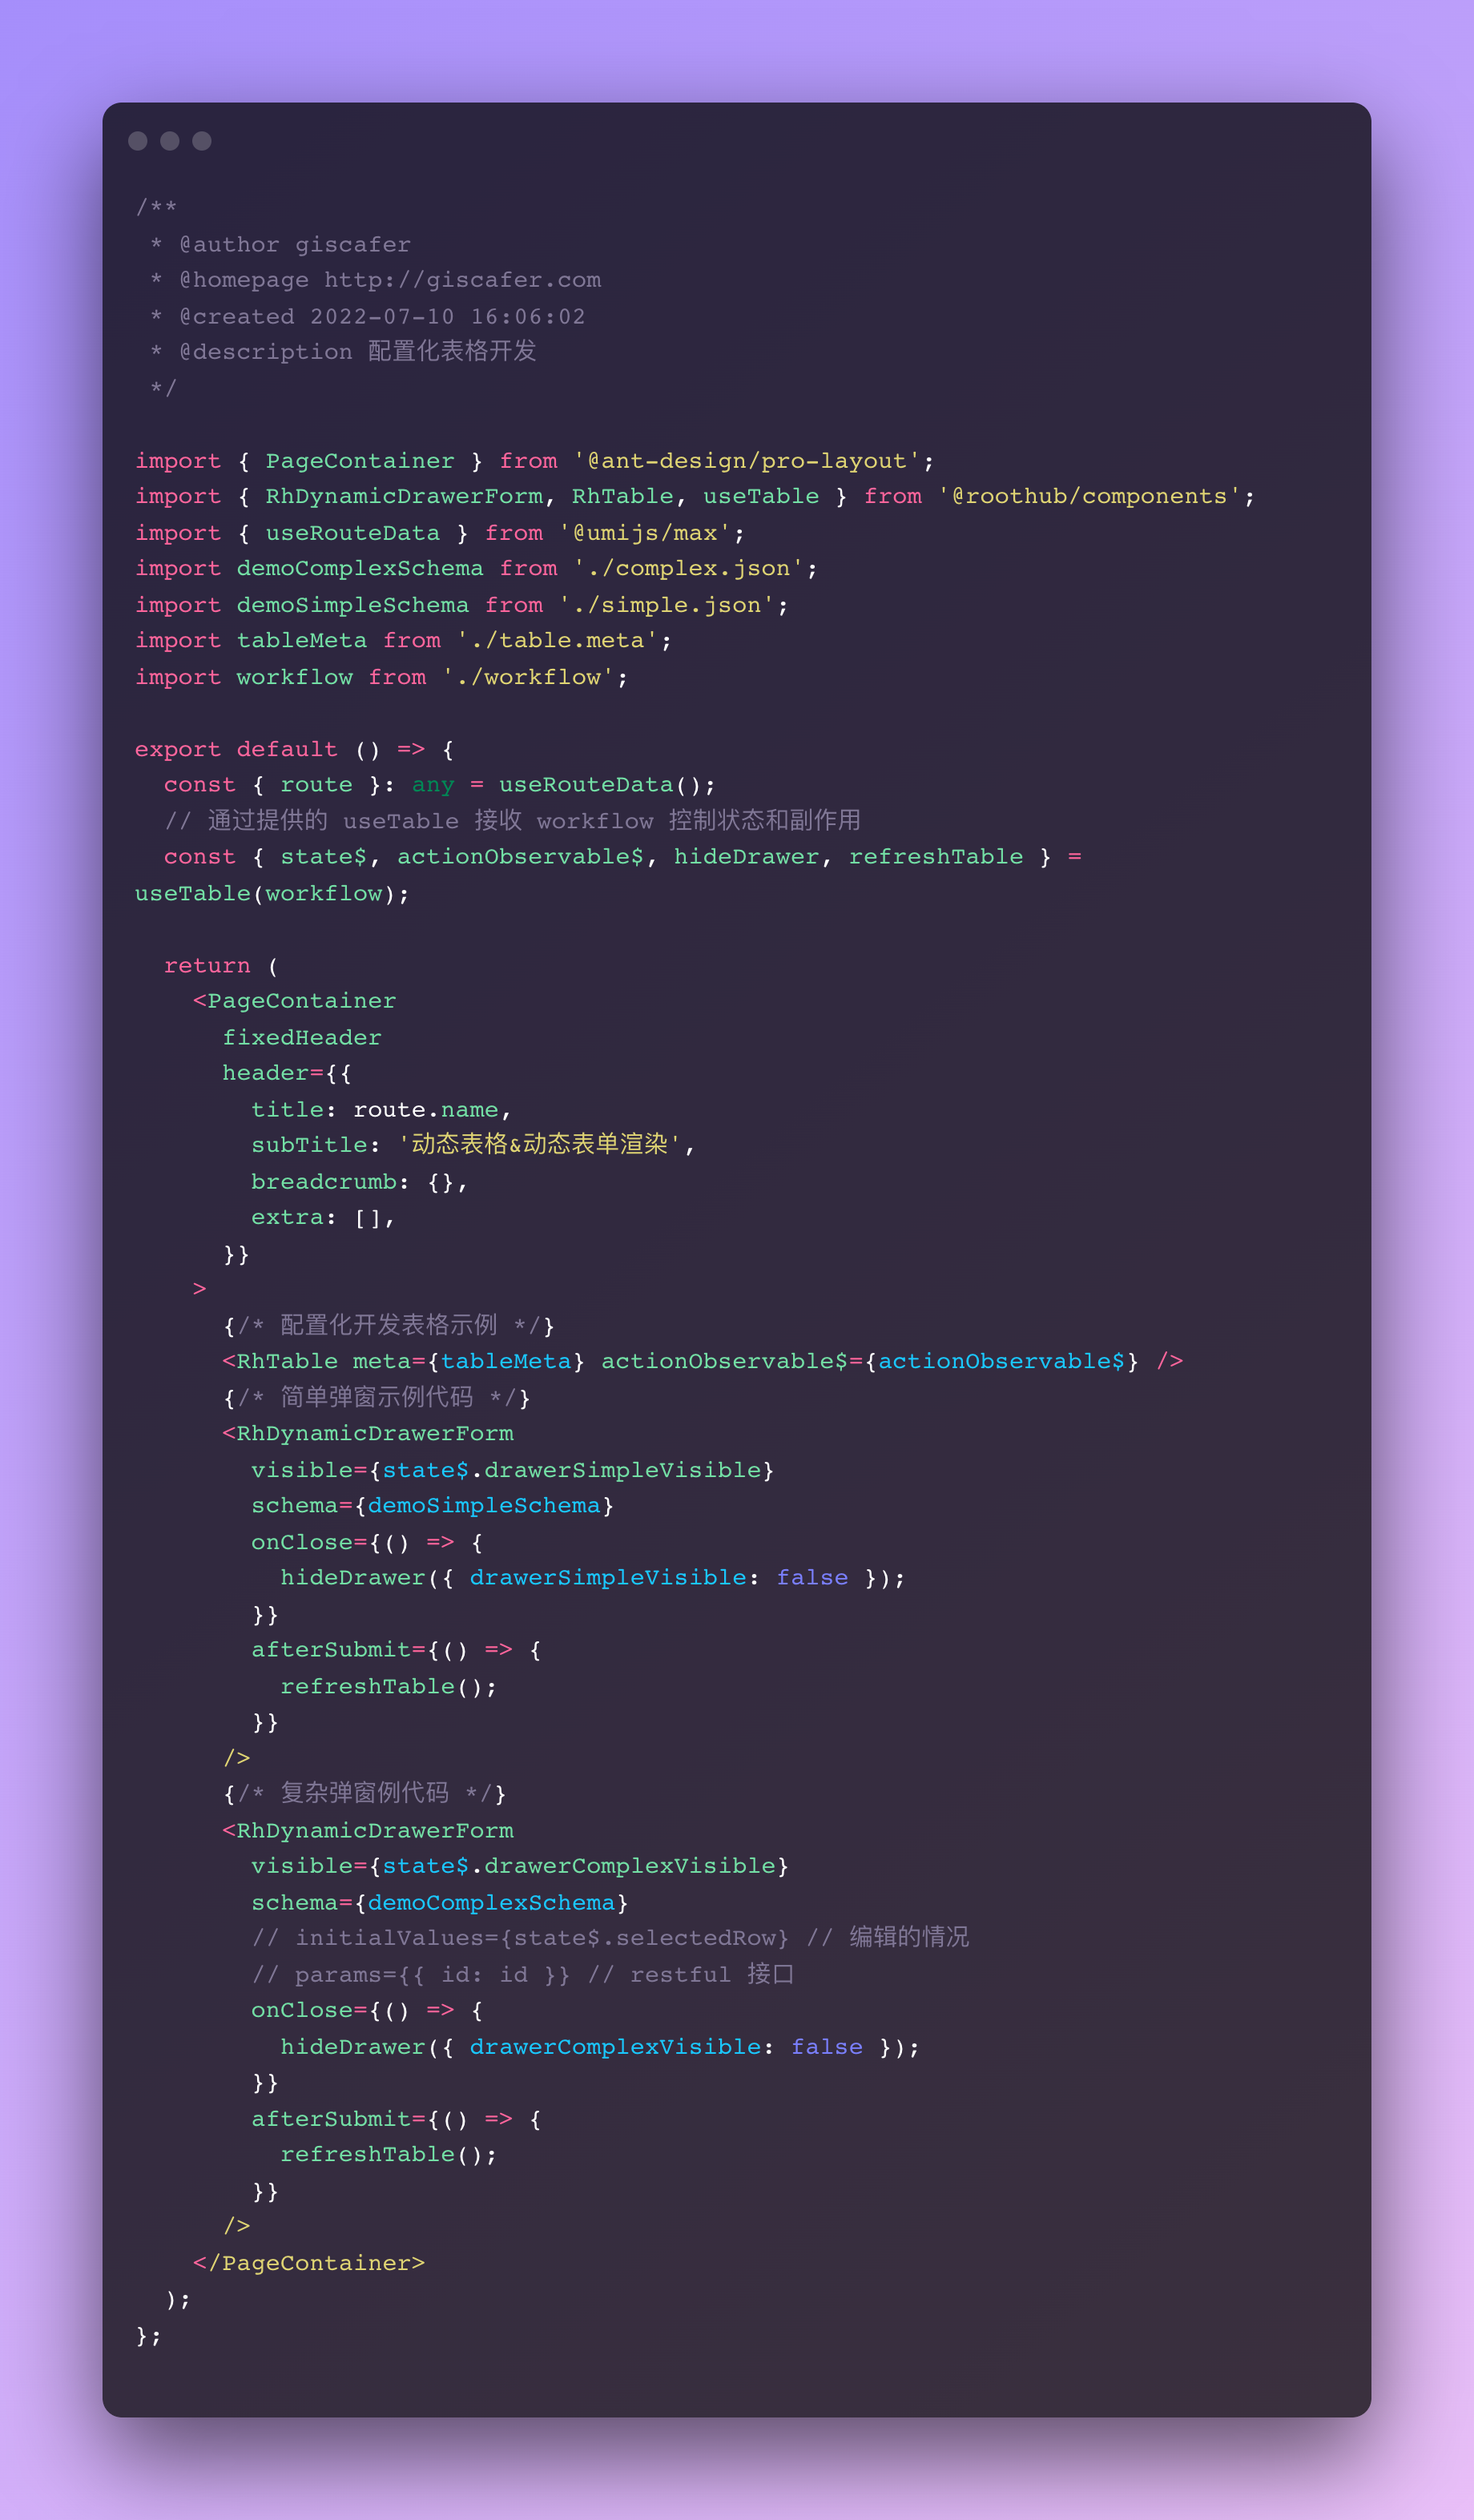 /**
 * @author giscafer
 * @homepage http://giscafer.com
 * @created 2022-07-10 16:06:02
 * @description 配置化表格开发
 */

import { PageContainer } from '@ant-design/pro-layout';
import { RhDynamicDrawerForm, RhTable, useTable } from '@roothub/components';
import { useRouteData } from '@umijs/max';
import demoComplexSchema from './complex.json';
import demoSimpleSchema from './simple.json';
import tableMeta from './table.meta';
import workflow from './workflow';

export default () => {
  const { route }: any = useRouteData();
  // 通过提供的 useTable 接收 workflow 控制状态和副作用
  const { state$, actionObservable$, hideDrawer, refreshTable } =
useTable(workflow);

  return (
    <PageContainer
      fixedHeader
      header={{
        title: route.name,
        subTitle: '动态表格&动态表单渲染',
        breadcrumb: {},
        extra: [],
      }}
    >
      {/* 配置化开发表格示例 */}
      <RhTable meta={tableMeta} actionObservable$={actionObservable$} />
      {/* 简单弹窗示例代码 */}
      <RhDynamicDrawerForm
        visible={state$.drawerSimpleVisible}
        schema={demoSimpleSchema}
        onClose={() => {
          hideDrawer({ drawerSimpleVisible: false });
        }}
        afterSubmit={() => {
          refreshTable();
        }}
      />
      {/* 复杂弹窗例代码 */}
      <RhDynamicDrawerForm
        visible={state$.drawerComplexVisible}
        schema={demoComplexSchema}
        // initialValues={state$.selectedRow} // 编辑的情况
        // params={{ id: id }} // restful 接口
        onClose={() => {
          hideDrawer({ drawerComplexVisible: false });
        }}
        afterSubmit={() => {
          refreshTable();
        }}
      />
    </PageContainer>
  );
};